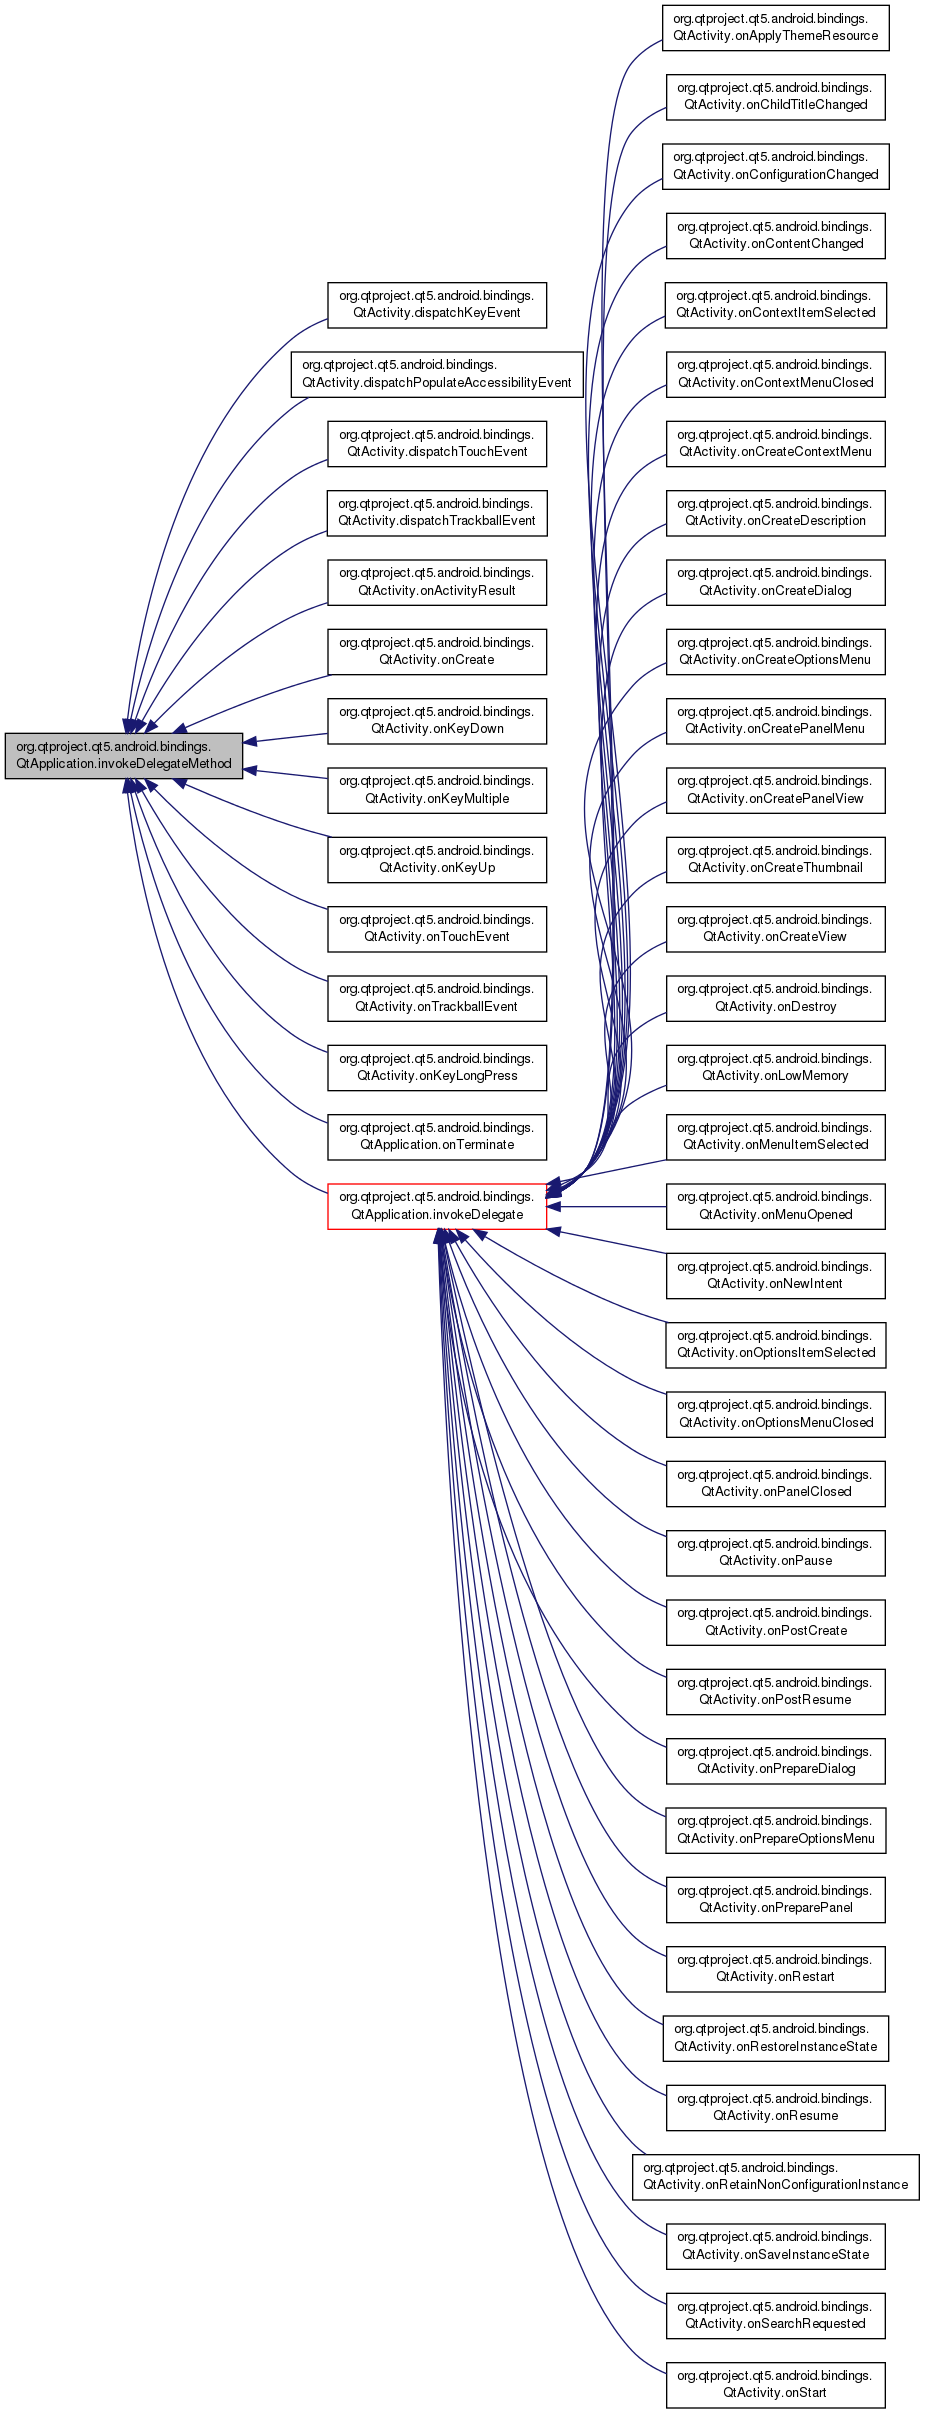 org.qtproject.qt5.android.bindings.
QtApplication.invokeDelegateMethod
org.qtproject.qt5.android.bindings.
QtActivity.dispatchKeyEvent
org.qtproject.qt5.android.bindings.
QtActivity.dispatchPopulateAccessibilityEvent
org.qtproject.qt5.android.bindings.
QtActivity.dispatchTouchEvent
org.qtproject.qt5.android.bindings.
QtActivity.dispatchTrackballEvent
org.qtproject.qt5.android.bindings.
QtActivity.onActivityResult
org.qtproject.qt5.android.bindings.
QtActivity.onCreate
org.qtproject.qt5.android.bindings.
QtActivity.onKeyDown
org.qtproject.qt5.android.bindings.
QtActivity.onKeyMultiple
org.qtproject.qt5.android.bindings.
QtActivity.onKeyUp
org.qtproject.qt5.android.bindings.
QtActivity.onTouchEvent
org.qtproject.qt5.android.bindings.
QtActivity.onTrackballEvent
org.qtproject.qt5.android.bindings.
QtActivity.onKeyLongPress
org.qtproject.qt5.android.bindings.
QtApplication.onTerminate
org.qtproject.qt5.android.bindings.
QtApplication.invokeDelegate
org.qtproject.qt5.android.bindings.
QtActivity.onApplyThemeResource
org.qtproject.qt5.android.bindings.
QtActivity.onChildTitleChanged
org.qtproject.qt5.android.bindings.
QtActivity.onConfigurationChanged
org.qtproject.qt5.android.bindings.
QtActivity.onContentChanged
org.qtproject.qt5.android.bindings.
QtActivity.onContextItemSelected
org.qtproject.qt5.android.bindings.
QtActivity.onContextMenuClosed
org.qtproject.qt5.android.bindings.
QtActivity.onCreateContextMenu
org.qtproject.qt5.android.bindings.
QtActivity.onCreateDescription
org.qtproject.qt5.android.bindings.
QtActivity.onCreateDialog
org.qtproject.qt5.android.bindings.
QtActivity.onCreateOptionsMenu
org.qtproject.qt5.android.bindings.
QtActivity.onCreatePanelMenu
org.qtproject.qt5.android.bindings.
QtActivity.onCreatePanelView
org.qtproject.qt5.android.bindings.
QtActivity.onCreateThumbnail
org.qtproject.qt5.android.bindings.
QtActivity.onCreateView
org.qtproject.qt5.android.bindings.
QtActivity.onDestroy
org.qtproject.qt5.android.bindings.
QtActivity.onLowMemory
org.qtproject.qt5.android.bindings.
QtActivity.onMenuItemSelected
org.qtproject.qt5.android.bindings.
QtActivity.onMenuOpened
org.qtproject.qt5.android.bindings.
QtActivity.onNewIntent
org.qtproject.qt5.android.bindings.
QtActivity.onOptionsItemSelected
org.qtproject.qt5.android.bindings.
QtActivity.onOptionsMenuClosed
org.qtproject.qt5.android.bindings.
QtActivity.onPanelClosed
org.qtproject.qt5.android.bindings.
QtActivity.onPause
org.qtproject.qt5.android.bindings.
QtActivity.onPostCreate
org.qtproject.qt5.android.bindings.
QtActivity.onPostResume
org.qtproject.qt5.android.bindings.
QtActivity.onPrepareDialog
org.qtproject.qt5.android.bindings.
QtActivity.onPrepareOptionsMenu
org.qtproject.qt5.android.bindings.
QtActivity.onPreparePanel
org.qtproject.qt5.android.bindings.
QtActivity.onRestart
org.qtproject.qt5.android.bindings.
QtActivity.onRestoreInstanceState
org.qtproject.qt5.android.bindings.
QtActivity.onResume
org.qtproject.qt5.android.bindings.
QtActivity.onRetainNonConfigurationInstance
org.qtproject.qt5.android.bindings.
QtActivity.onSaveInstanceState
org.qtproject.qt5.android.bindings.
QtActivity.onSearchRequested
org.qtproject.qt5.android.bindings.
QtActivity.onStart